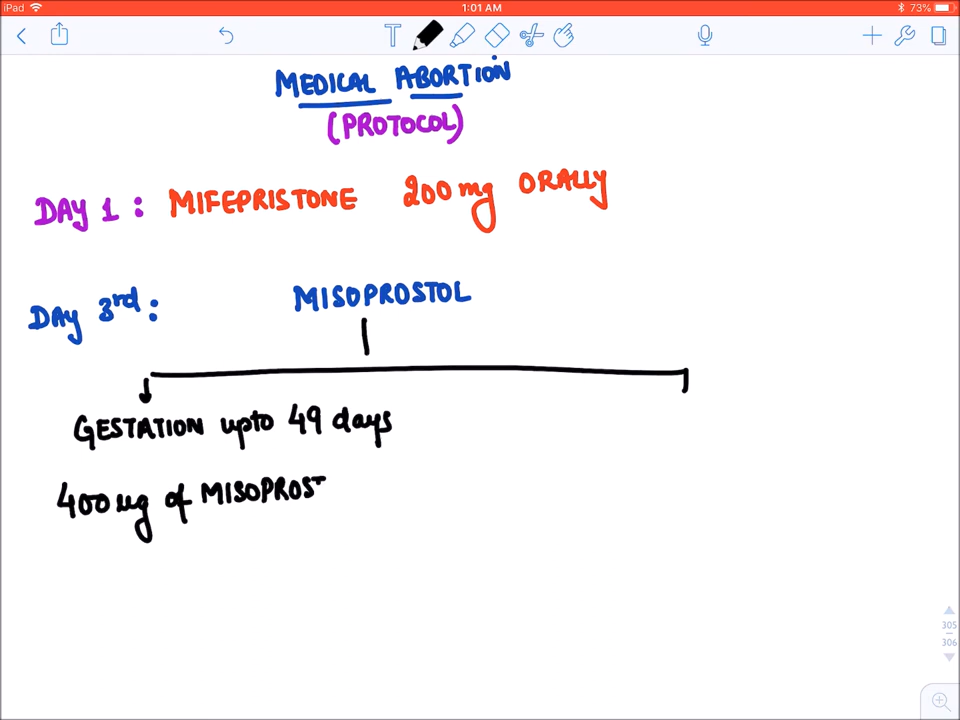 iPad 1:01 AM 73%
T
MEDICAL ABORTION
(PROTOCOL)
DAY 1 : MIFEPRISTONE 200 mg ORALLY
DAY 3rd : MISOPROSTOL
GESTATION upto 49 days
400 ug of MISOPROST
305
306